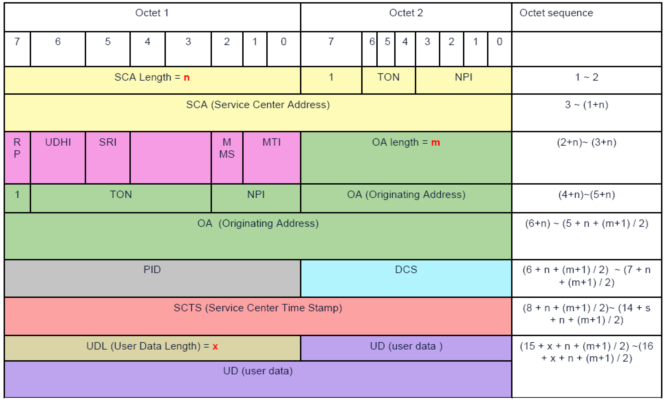 Octet 1 Octet 2 Octet sequence
7 6 5 4 3 2 1 0 7 6 5 4 3 2 1 0
SCA Length = n 1 TON NPI 1 ~ 2
SCA (Service Center Address) 3 ~ (1+n)
R
P UDHI SRI M
MS MTI OA length = m (2+n)~ (3+n)
1 TON NPI OA (Originating Address) (4+n)~(5+n)
OA (Originating Address) (6+n) ~ (5 + n + (m+1) / 2)
PID DCS (6 + n + (m+1) / 2) ~ (7 + n
+ (m+1) / 2)
SCTS (Service Center Time Stamp) (8 + n + (m+1) / 2)~ (14 + s
+ n + (m+1) / 2)
UDL (User Data Length) = x UD (user data ) (15 + x + n + (m+1) / 2) ~(16
+ x + n + (m+1) / 2)
UD (user data)